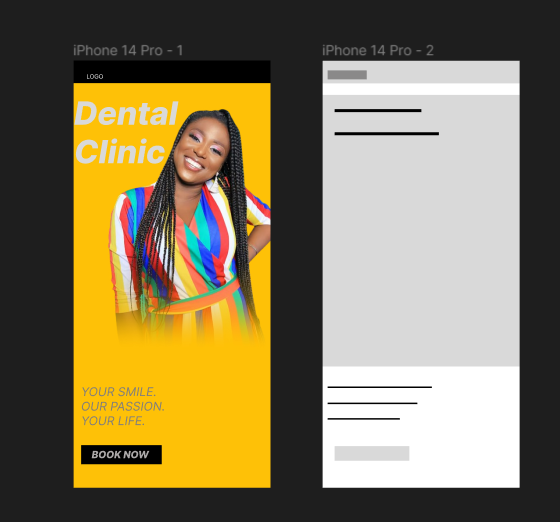 iPhone 14 Pro - 1
iPhone 14 Pro - 2
LOGO
Dental
Clinic
YOUR SMILE.
OUR PASSION.
YOUR LIFE.
BOOK NOW